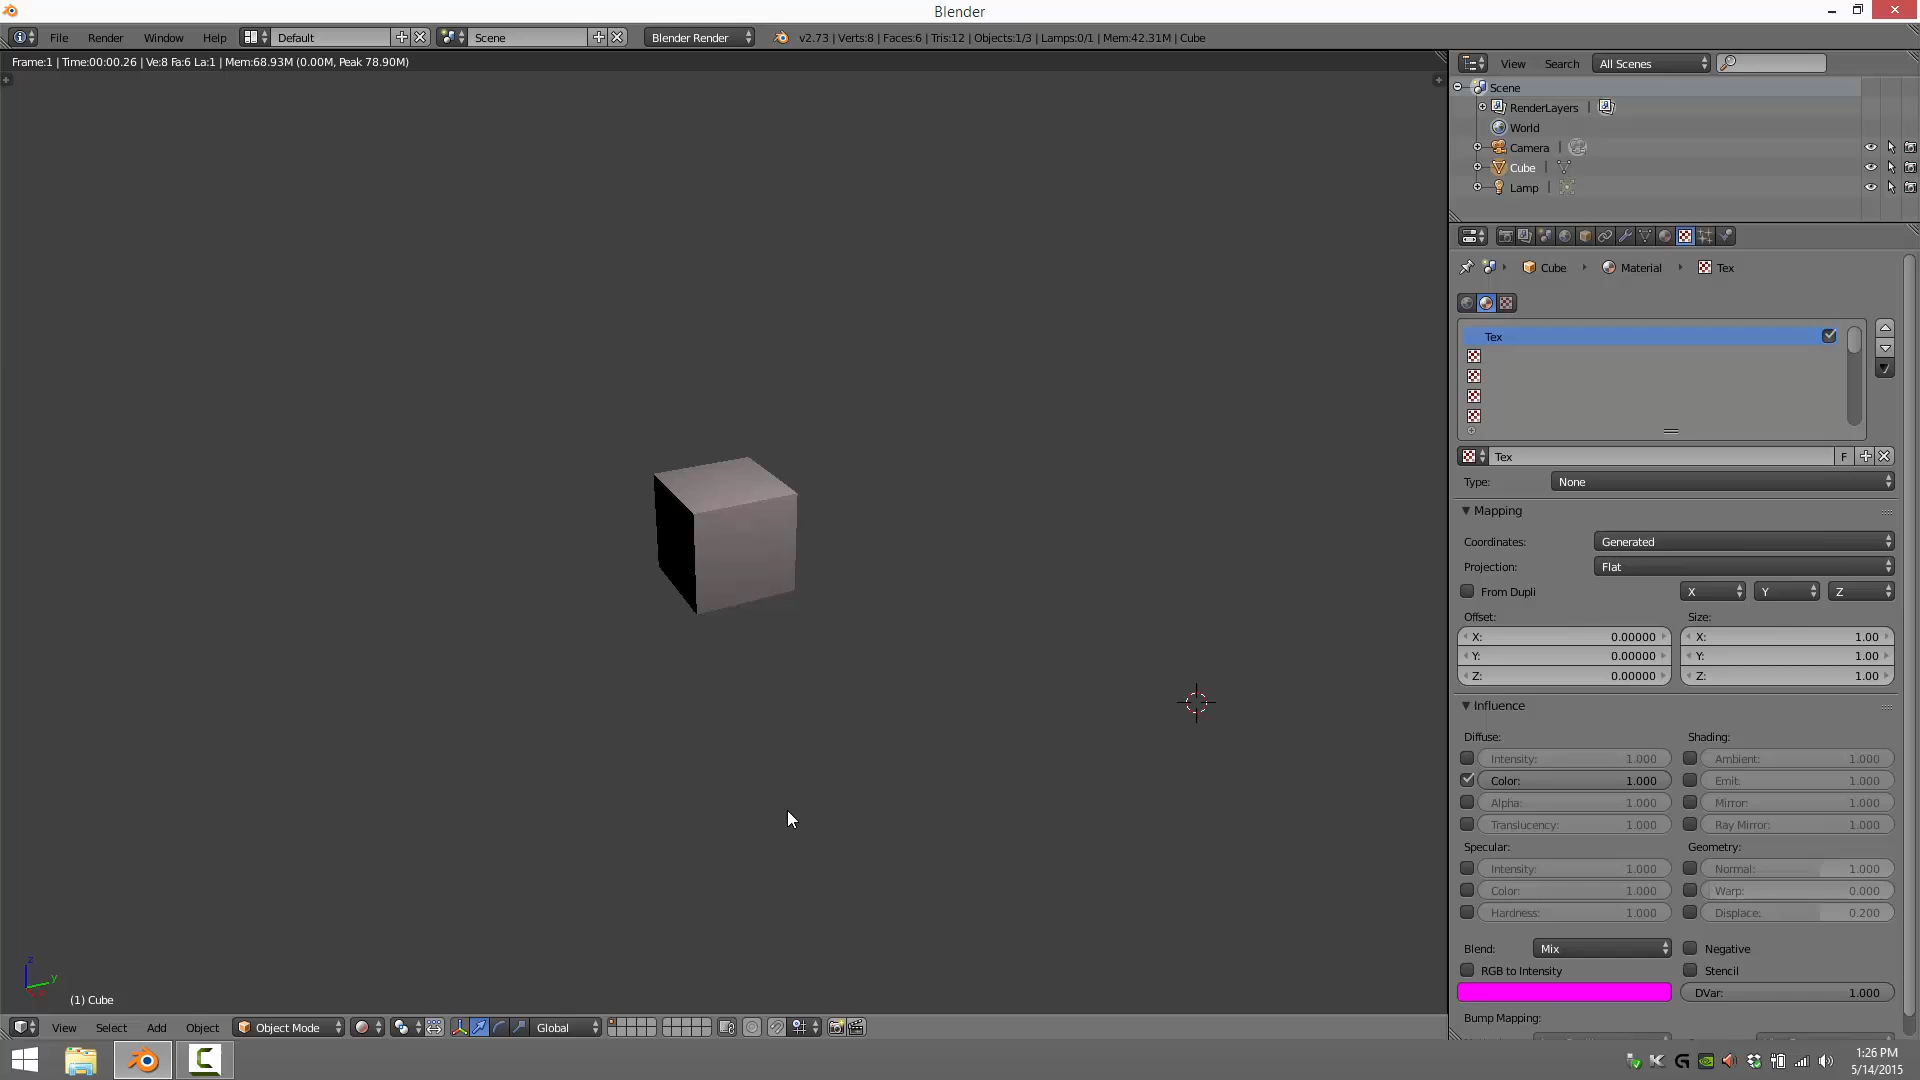 Blender
File Render Window Help Default Scene Blender Render v2.73 | Verts:8 | Faces:6 | Tris:12 | Objects:1/3 | Lamps:0/1 | Mem:42.31M | Cube
Frame:1 | Time:00:00.26 | Ve:8 Fa:6 La:1 | Mem:68.93M (0.00M, Peak 78.90M)
View Search All Scenes
Scene
RenderLayers |
World
Camera |
Cube |
Lamp |
Cube Material Tex
Tex
Tex F
Type: None
Mapping
Coordinates: Generated
Projection: Flat
From Dupli X Y Z
Offset: Size:
X: 0.00000 X: 1.00
Y: 0.00000 Y: 1.00
Z: 0.00000 Z: 1.00
Influence
Diffuse: Shading:
Intensity: 1.000 Ambient: 1.000
Color: 1.000 Emit: 1.000
Alpha: 1.000 Mirror: 1.000
Translucency: 1.000 Ray Mirror: 1.000
Specular: Geometry:
Intensity: 1.000 Normal: 1.000
Color: 1.000 Warp: 0.000
Hardness: 1.000 Displace: 0.200
Blend: Mix Negative
RGB to Intensity Stencil
DVar: 1.000
Bump Mapping:
z
y
(1) Cube
View Select Add Object Object Mode Global
1:26 PM
5/14/2015